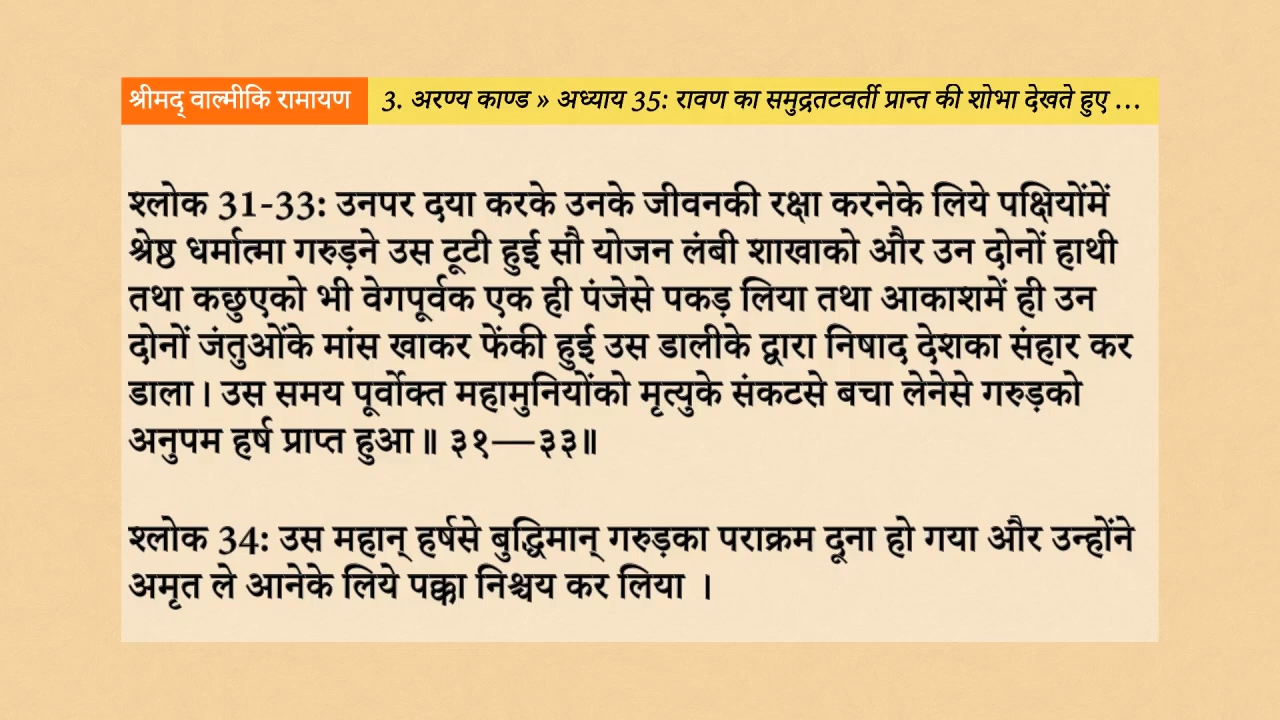 श्रीमद् वाल्मीकि रामायण 3. अरण्य काण्ड » अध्याय 35: रावण का समुद्रतटवर्ती प्रान्त की शोभा देखते हुए ...
श्लोक 31-33: उनपर दया करके उनके जीवनकी रक्षा करनेके लिये पक्षियोंमें
श्रेष्ठ धर्मात्मा गरुड़ने उस टूटी हुई सौ योजन लंबी शाखाको और उन दोनों हाथी
तथा कछुएको भी वेगपूर्वक एक ही पंजेसे पकड़ लिया तथा आकाशमें ही उन
दोनों जंतुओंके मांस खाकर फेंकी हुई उस डालीके द्वारा निषाद देशका संहार कर
डाला। उस समय पूर्वोक्त महामुनियोंको मृत्युके संकटसे बचा लेनेसे गरुड़को
अनुपम हर्ष प्राप्त हुआ॥ ३१—३३॥
श्लोक 34: उस महान् हर्षसे बुद्धिमान् गरुड़का पराक्रम दूना हो गया और उन्होंने
अमृत ले आनेके लिये पक्का निश्चय कर लिया ।